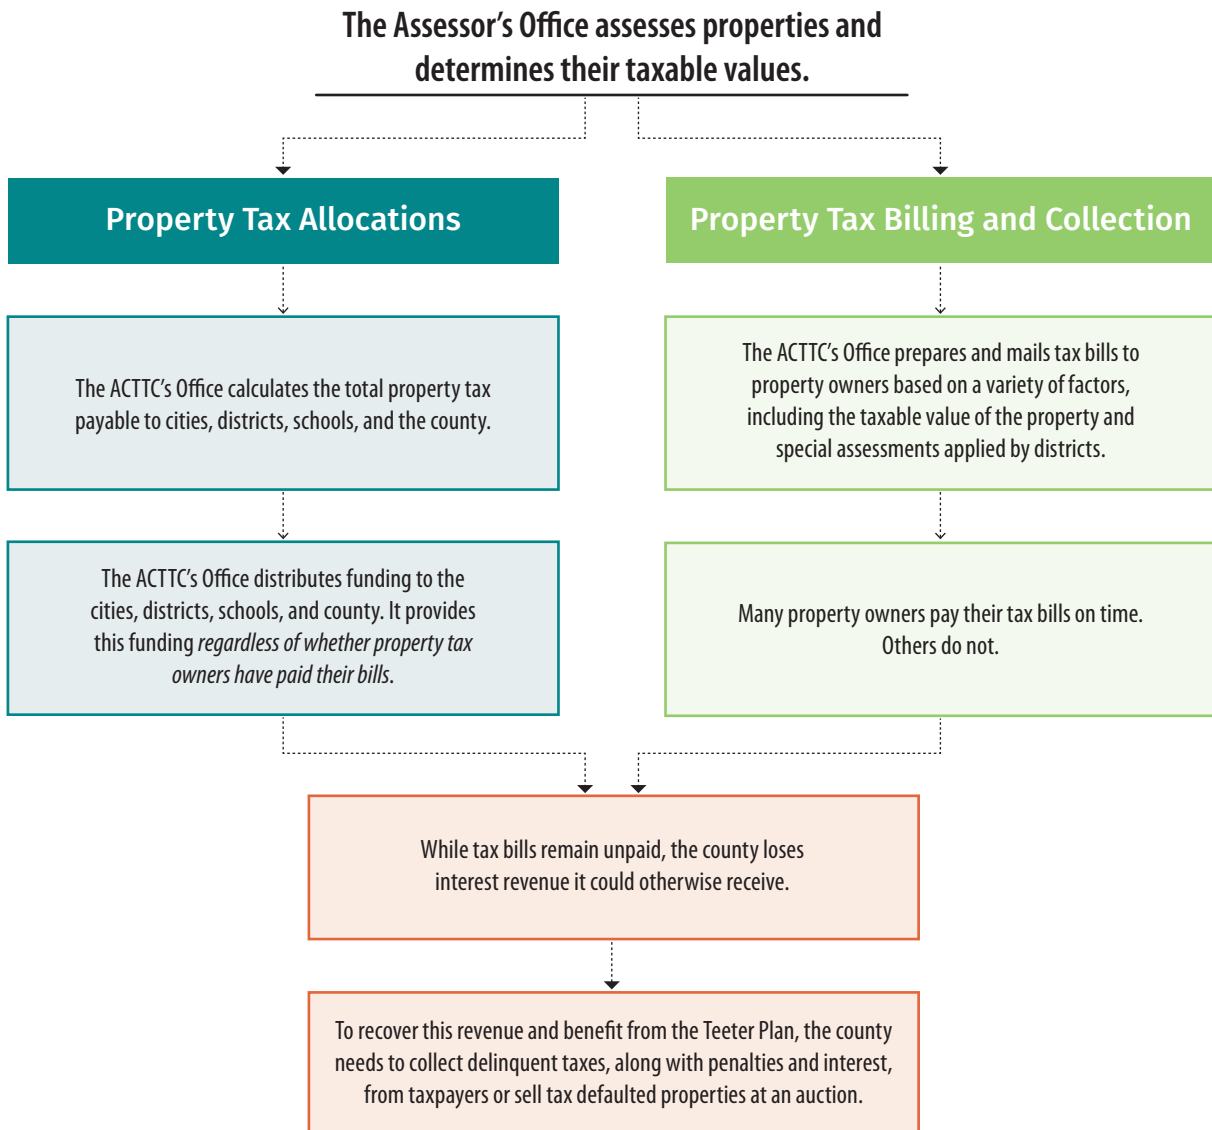 The Assessor’s Office assesses properties and
determines their taxable values.
Property Tax Allocations
The ACTTC’s Office calculates the total property tax
payable to cities, districts, schools, and the county.
The ACTTC’s Office distributes funding to the
cities, districts, schools, and county. It provides
this funding regardless of whether property tax
owners have paid their bills.
Property Tax Billing and Collection
The ACTTC’s Office prepares and mails tax bills to
property owners based on a variety of factors,
including the taxable value of the property and
special assessments applied by districts.
Many property owners pay their tax bills on time.
Others do not.
While tax bills remain unpaid, the county loses
interest revenue it could otherwise receive.
To recover this revenue and benefit from the Teeter Plan, the county
needs to collect delinquent taxes, along with penalties and interest,
from taxpayers or sell tax defaulted properties at an auction.